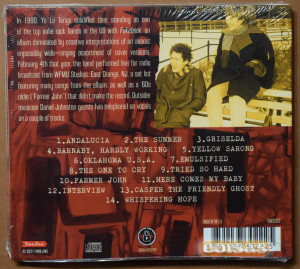 In 1990, Yo La Tengo solidified their standing as one
of the top indie rock bands in the US with Fakebook, an
album dominated by creative interpretations of an almost
impossibly wide-ranging assortment of cover versions.
February 4th that year, the band performed live for radio
broadcast from WFMU Studios, East Orange, NJ, a set list
featuring many songs from the album, as well as a '60s
oldie ('Former John') that didn't make the record. Outsider
musician Daniel Johnston guests (via telephone) on vocals
on a couple of tracks.
1.ANDALUCIA 2.THE SUMMER 3.GRISELDA
4.BARNABY, HARDLY WORKING 5.YELLOW SARONG
6.OKLAHOMA U.S.A. 7.EMULSIFIED
8.THE ONE TO CRY 9.TRIED SO HARD
10.FARMER JOHN 11.HERE COMES MY BABY
12.INTERVIEW 13.CASPER THE FRIENDLY GHOST
14. WHISPERING HOPE